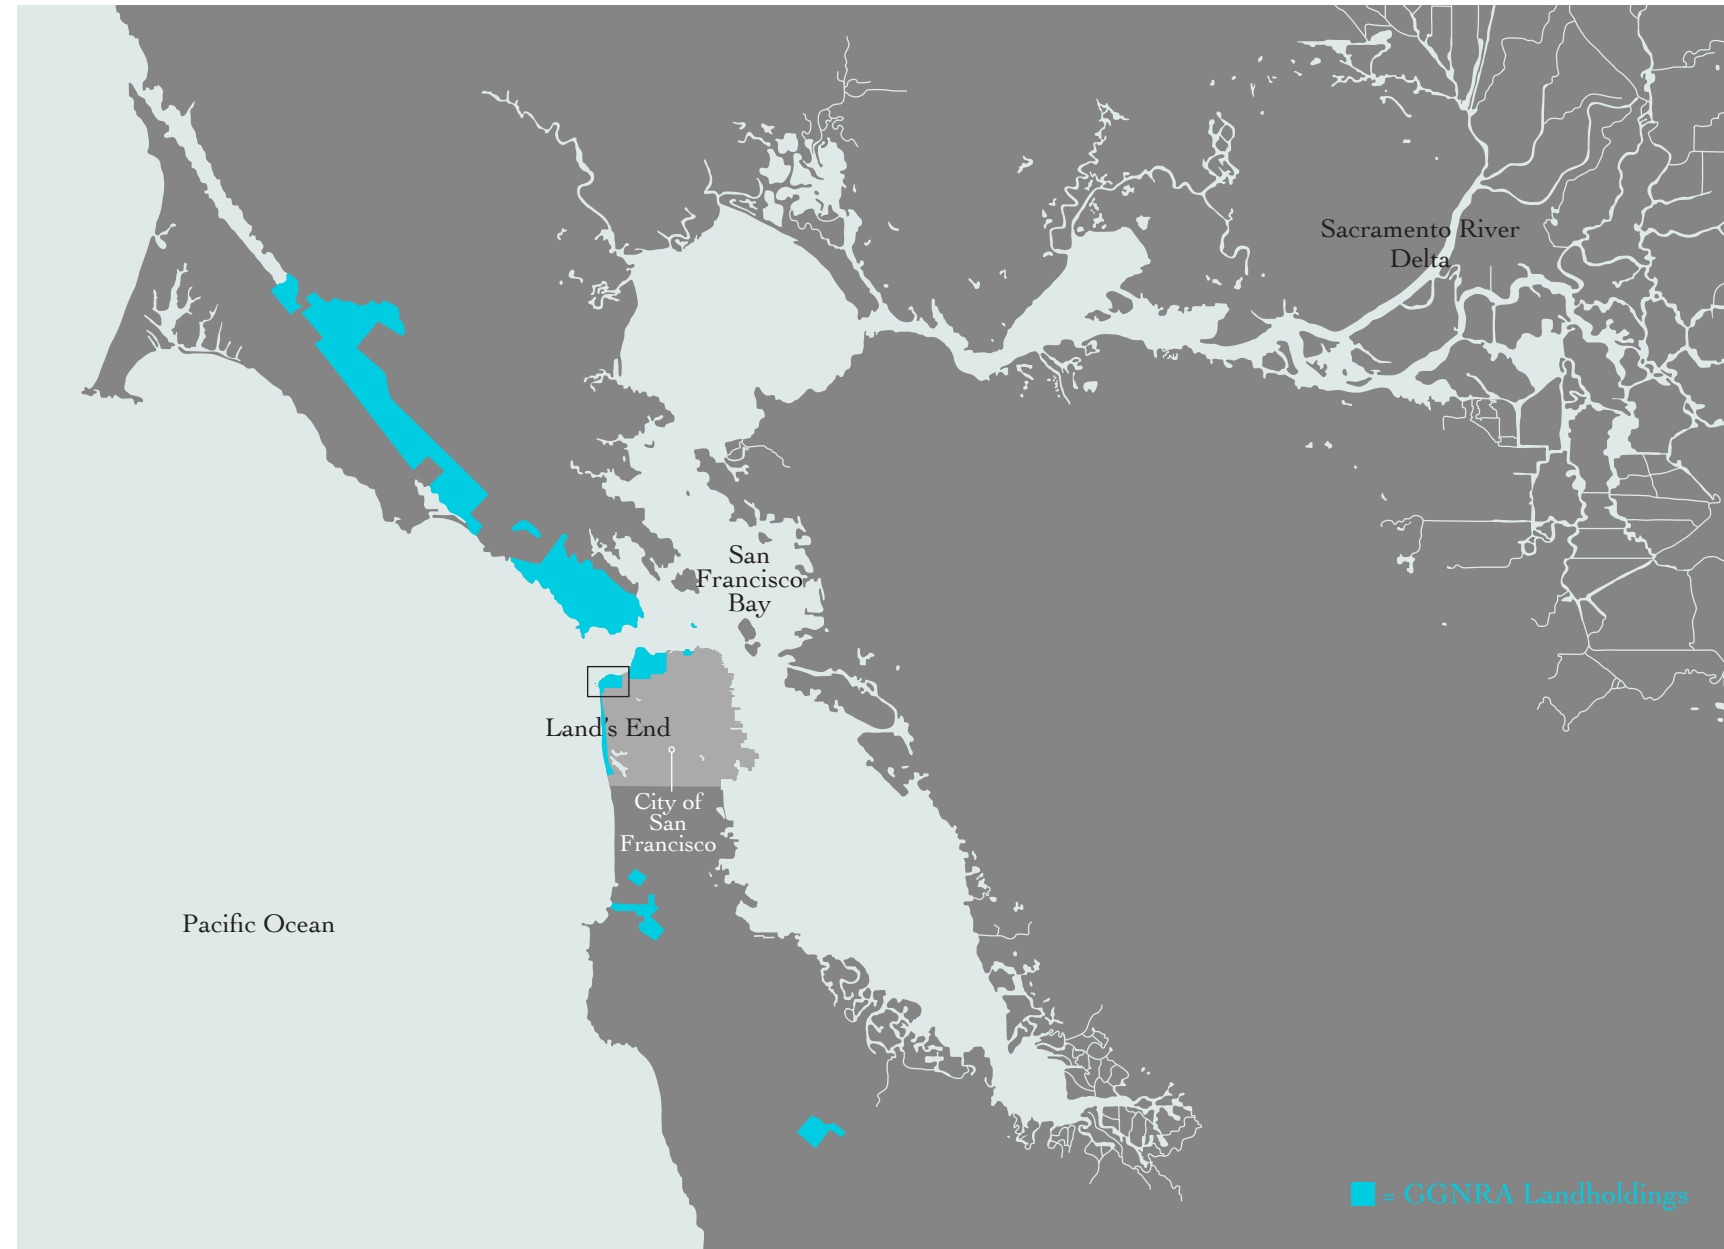 Sacramento River
Delta
San
Francisco
Bay
Land's End
City of
San
Francisco
Pacific Ocean
= GGNRA Landholdings